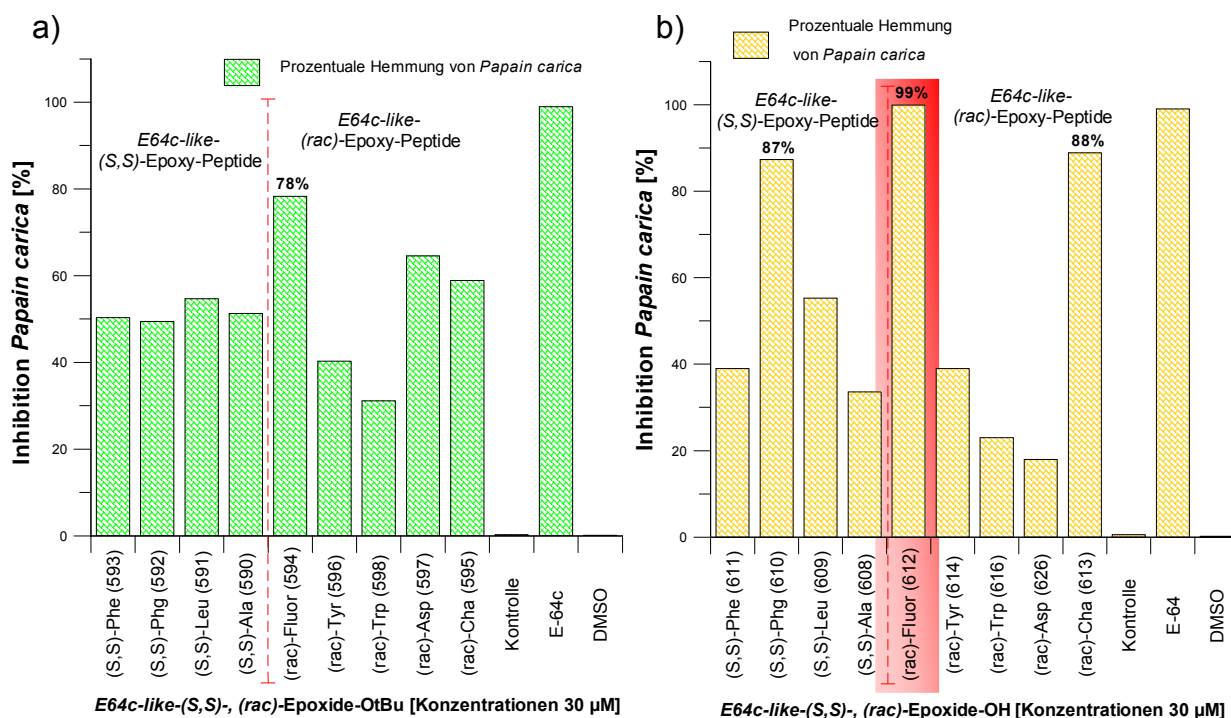 a)
Prozentuale Hemmung von Papain carica
E64c-like-
(S,S)-Epoxy-Peptide
E64c-like-
(rac)-Epoxy-Peptide
78%
Inhibition Papain carica [%]
100
80
60
40
20
0
(S,S)-Phe (593)
(S,S)-Phg (592)
(S,S)-Leu (591)
(S,S)-Ala (590)
(rac)-Fluor (594)
(rac)-Tyr (596)
(rac)-Trp (598)
(rac)-Asp (597)
(rac)-Cha (595)
Kontrolle
E-64c
DMSO
E64c-like-(S,S)-, (rac)-Epoxide-OtBu [Konzentrationen 30 µM]
b)
Prozentuale Hemmung
von Papain carica
E64c-like-
(S,S)-Epoxy-Peptide
87%
99%
E64c-like-
(rac)-Epoxy-Peptide
88%
Inhibition Papain carica [%]
100
80
60
40
20
0
(S,S)-Phe (611)
(S,S)-Phg (610)
(S,S)-Leu (609)
(S,S)-Ala (608)
(rac)-Fluor (612)
(rac)-Tyr (614)
(rac)-Trp (616)
(rac)-Asp (626)
(rac)-Cha (613)
Kontrolle
E-64
DMSO
E64c-like-(S,S)-, (rac)-Epoxide-OH [Konzentrationen 30 µM]